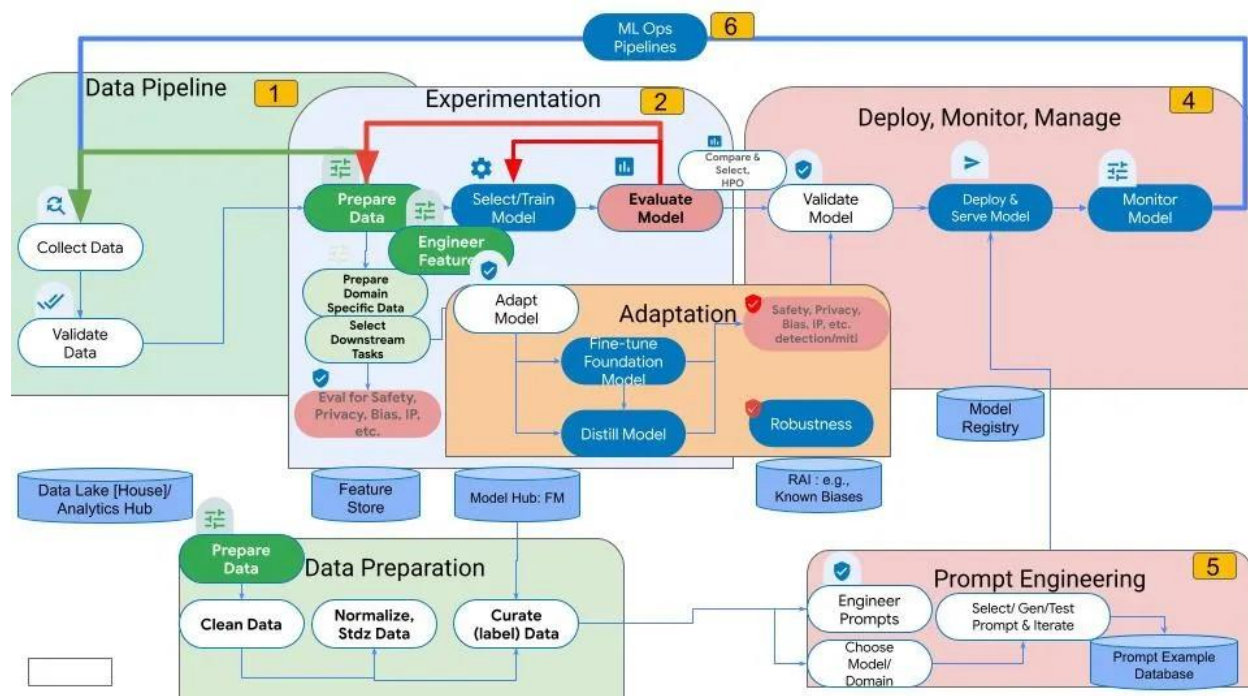 ML Ops
Pipelines
6
Data Pipeline
1
Experimentation
2
Deploy, Monitor, Manage
4
Collect Data
Validate
Data
Prepare
Data
Engineer
Feature
Select/Train
Model
Evaluate
Model
Compare &
Select,
HPO
Validate
Model
Deploy &
Serve Model
Monitor
Model
Prepare
Domain
Specific Data
Select
Downstream
Tasks
Eval for Safety,
Privacy, Bias, IP,
etc.
Adapt
Model
Adaptation
Fine-tune
Foundation
Model
Distill Model
Safety, Privacy,
Bias, IP, etc.
detection/miti
Robustness
Model
Registry
Data Lake [House]/
Analytics Hub
Feature
Store
Model Hub: FM
RAI : e.g.,
Known Biases
Prepare
Data
Data Preparation
Clean Data
Normalize,
Stdz Data
Curate
(label) Data
Prompt Engineering
5
Engineer
Prompts
Select/ Gen/Test
Prompt & Iterate
Choose
Model/
Domain
Prompt Example
Database